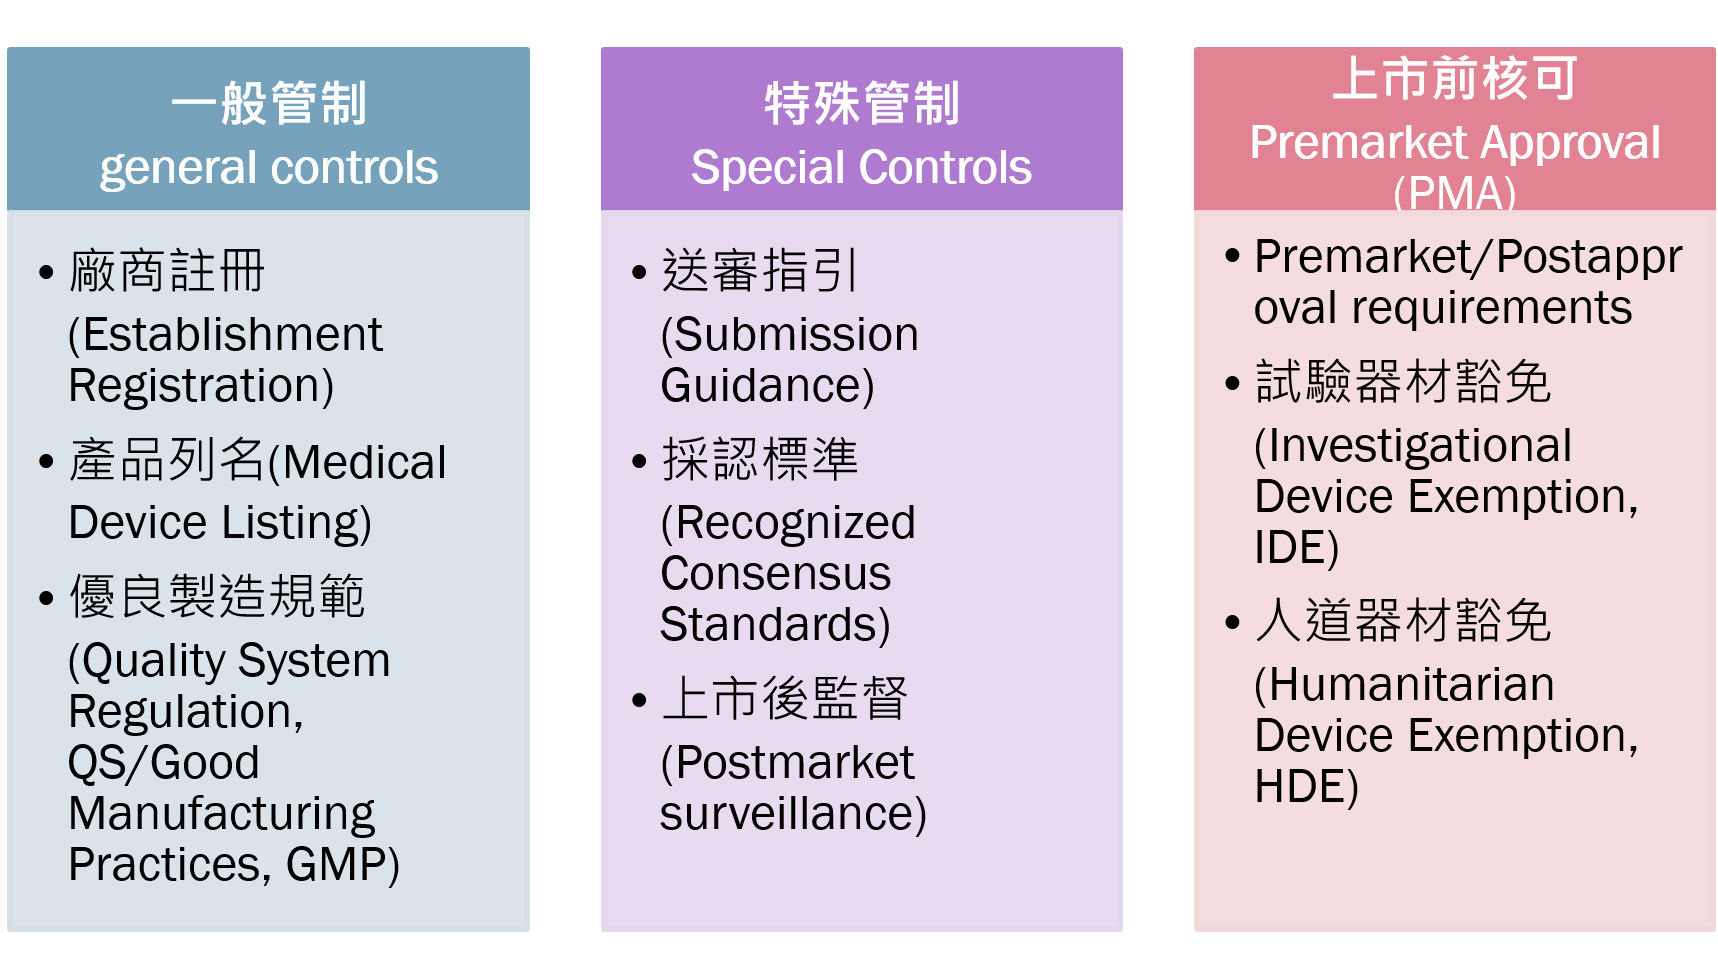 一般管制
general controls
• 廠商註冊
(Establishment
Registration)
• 產品列名(Medical
Device Listing)
• 優良製造規範
(Quality System
Regulation,
QS/Good
Manufacturing
Practices, GMP)
特殊管制
Special Controls
• 送審指引
(Submission
Guidance)
• 採認標準
(Recognized
Consensus
Standards)
• 上市後監督
(Postmarket
surveillance)
上市前核可
Premarket Approval
(PMA)
• Premarket/Postappr
oval requirements
• 試驗器材豁免
(Investigational
Device Exemption,
IDE)
• 人道器材豁免
(Humanitarian
Device Exemption,
HDE)